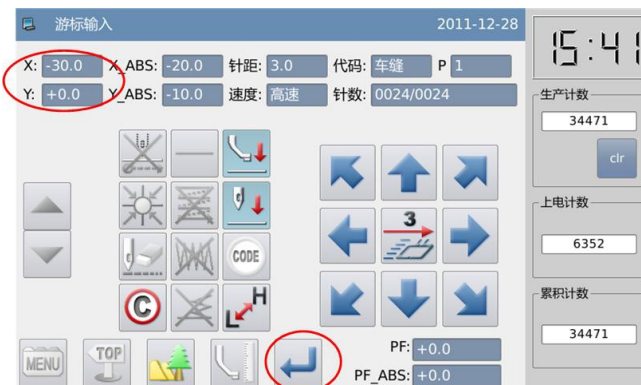 游标输入 2011-12-28
15:41
X: -30.0 X_ABS: -20.0 针距: 3.0 代码: 车缝 P 1
Y: +0.0 Y_ABS: -10.0 速度: 高速 针数: 0024/0024
生产计数
34471
clr
上电计数
6352
累积计数
34471
3
CODE
C
H
L
MENU
TOP
PF: +0.0
PF_ABS: +0.0